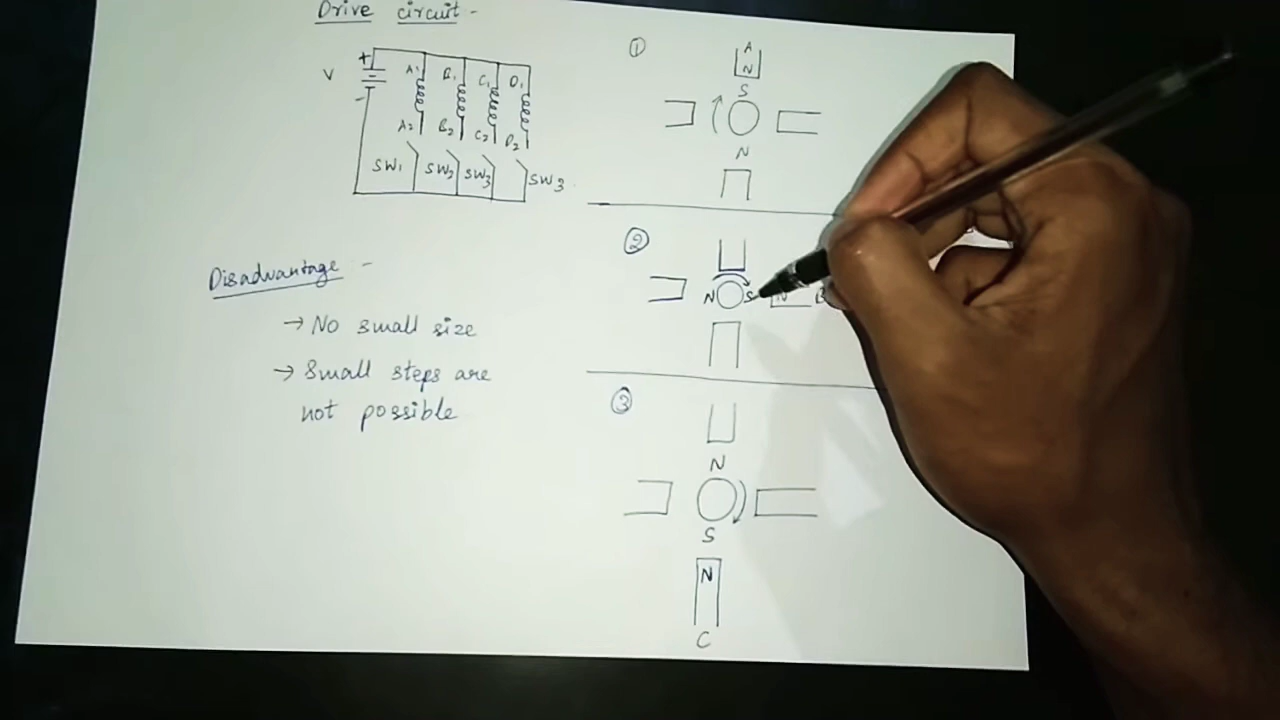 Drive circuit -
V
+
-
A1 B1 C1 D1
A2 B2 C2 D2
SW1 SW2 SW3 SW3
Disadvantage -
→ No small size
→ Small steps are
not possible
①
A
N
S
N
②
N S N B
③
N
S
N
C